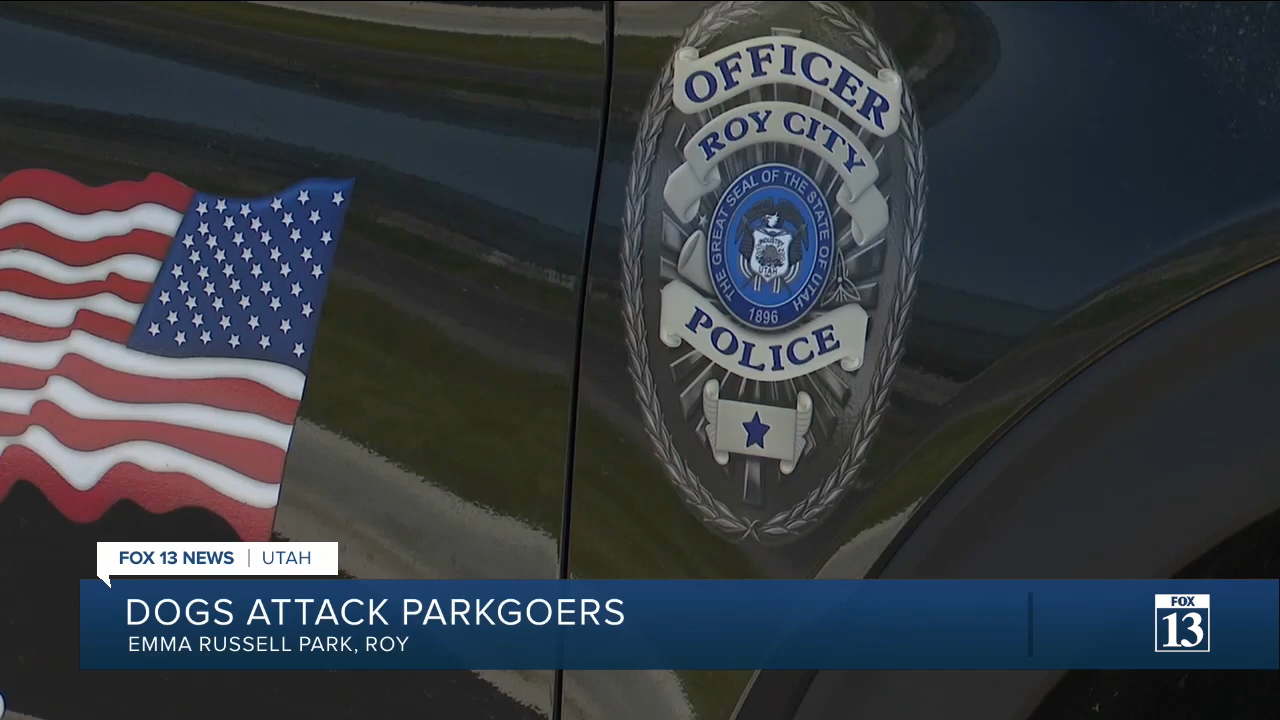 OFFICER
ROY CITY
THE GREAT SEAL OF THE STATE OF UTAH
INDUSTRY
UTAH
1896
POLICE
FOX 13 NEWS | UTAH
DOGS ATTACK PARKGOERS
EMMA RUSSELL PARK, ROY
FOX
13